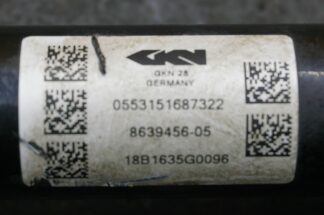 GKN
GKN 28
GERMANY
0553151687322
8639456-05
18B1635G0096